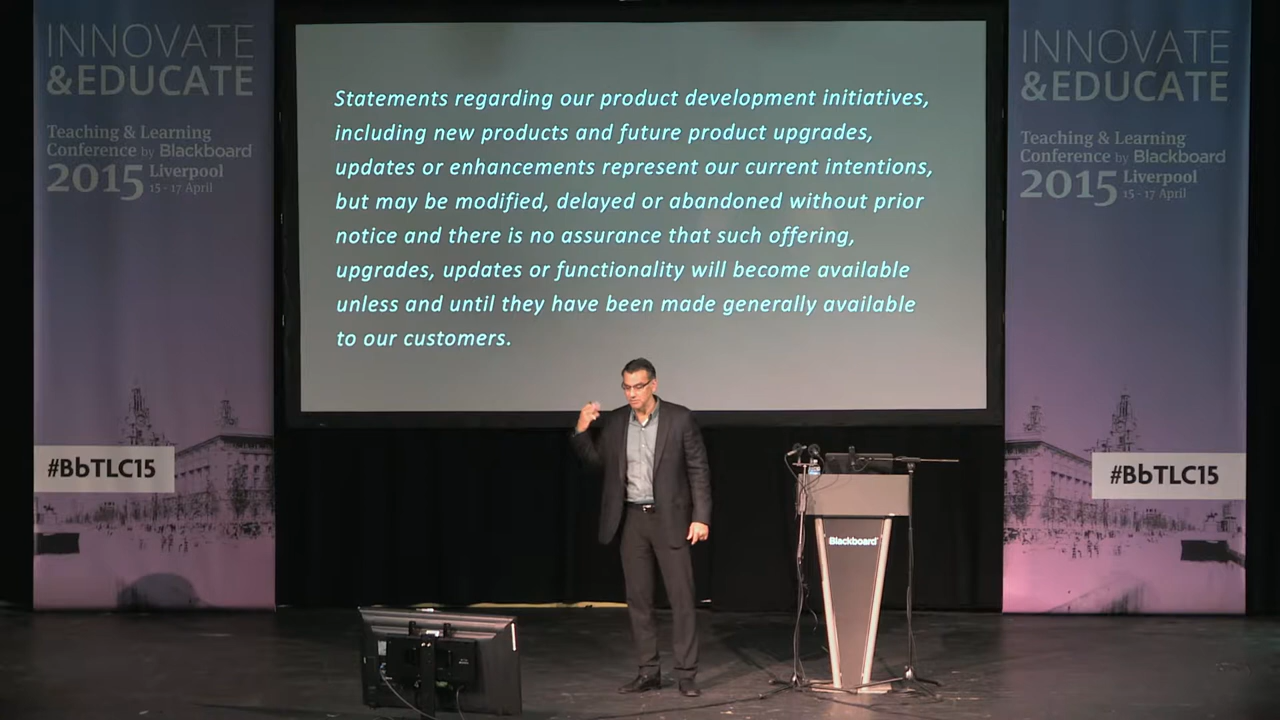 INNOVATE
&EDUCATE
Teaching & Learning
Conference by Blackboard
2015 Liverpool
15 - 17 April
#BbTLC15
Statements regarding our product development initiatives,
including new products and future product upgrades,
updates or enhancements represent our current intentions,
but may be modified, delayed or abandoned without prior
notice and there is no assurance that such offering,
upgrades, updates or functionality will become available
unless and until they have been made generally available
to our customers.
Blackboard
INNOVATE
&EDUCATE
Teaching & Learning
Conference by Blackboard
2015 Liverpool
15 - 17 April
#BbTLC15